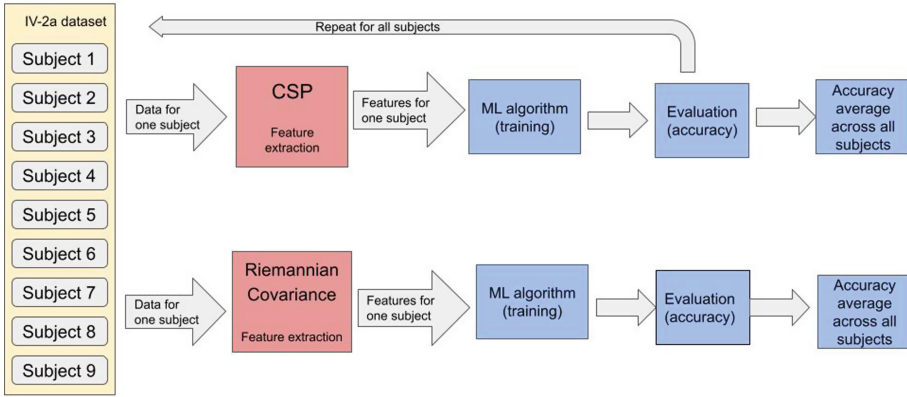 IV-2a dataset
Subject 1
Subject 2
Subject 3
Subject 4
Subject 5
Subject 6
Subject 7
Subject 8
Subject 9
Repeat for all subjects
Data for
one subject
CSP
Feature
extraction
Features for
one subject
ML algorithm
(training)
Evaluation
(accuracy)
Accuracy
average
across all
subjects
Data for
one subject
Riemannian
Covariance
Feature extraction
Features for
one subject
ML algorithm
(training)
Evaluation
(accuracy)
Accuracy
average
across all
subjects